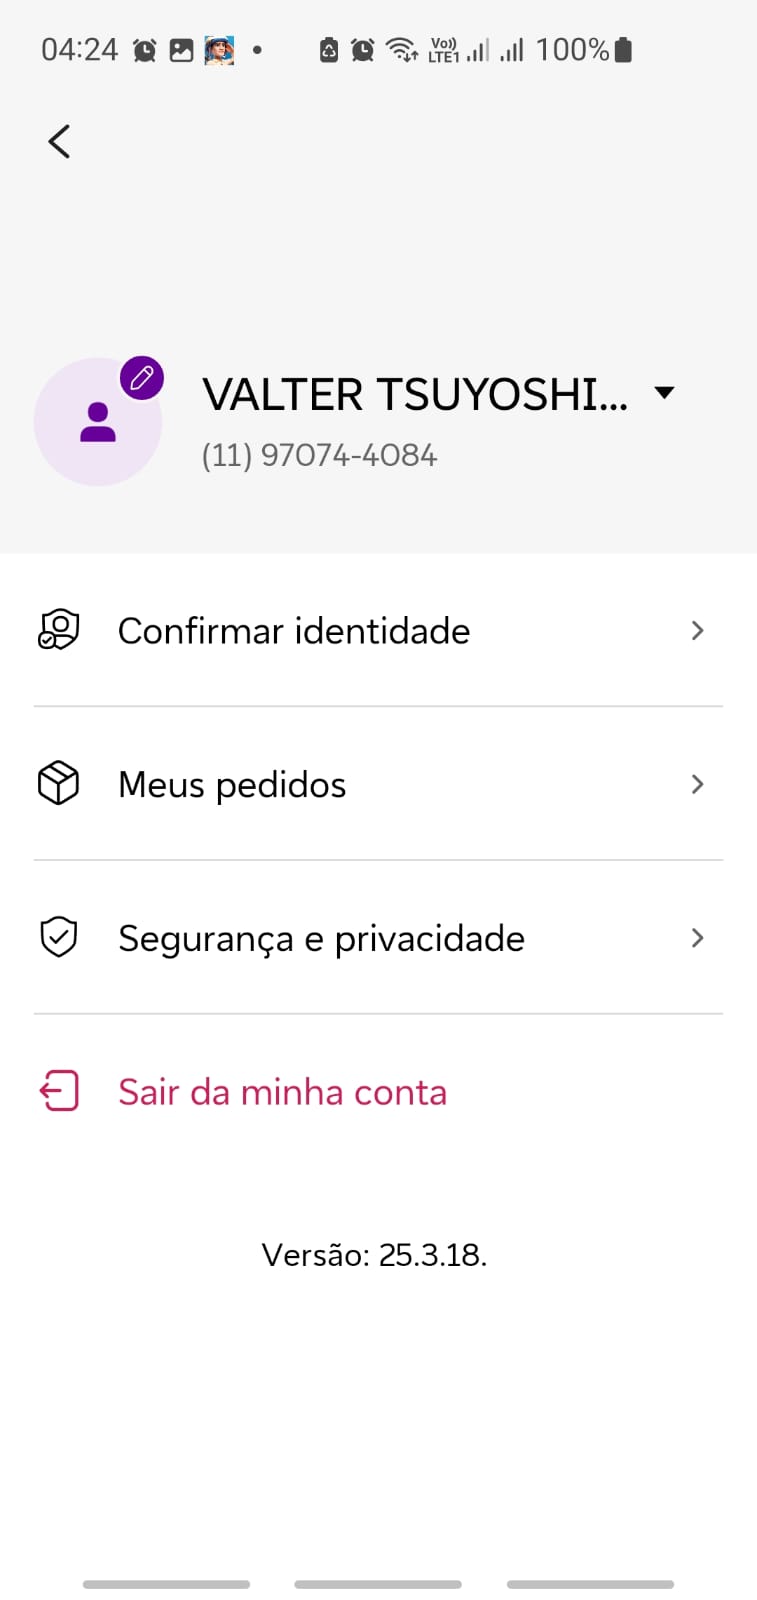 04:24 Vo)) LTE1 100%
VALTER TSUYOSHI...
(11) 97074-4084
Confirmar identidade
Meus pedidos
Segurança e privacidade
Sair da minha conta
Versão: 25.3.18.